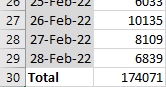 26 25-Feb-22 6033
27 26-Feb-22 10135
28 27-Feb-22 8109
29 28-Feb-22 6839
30 Total 174071